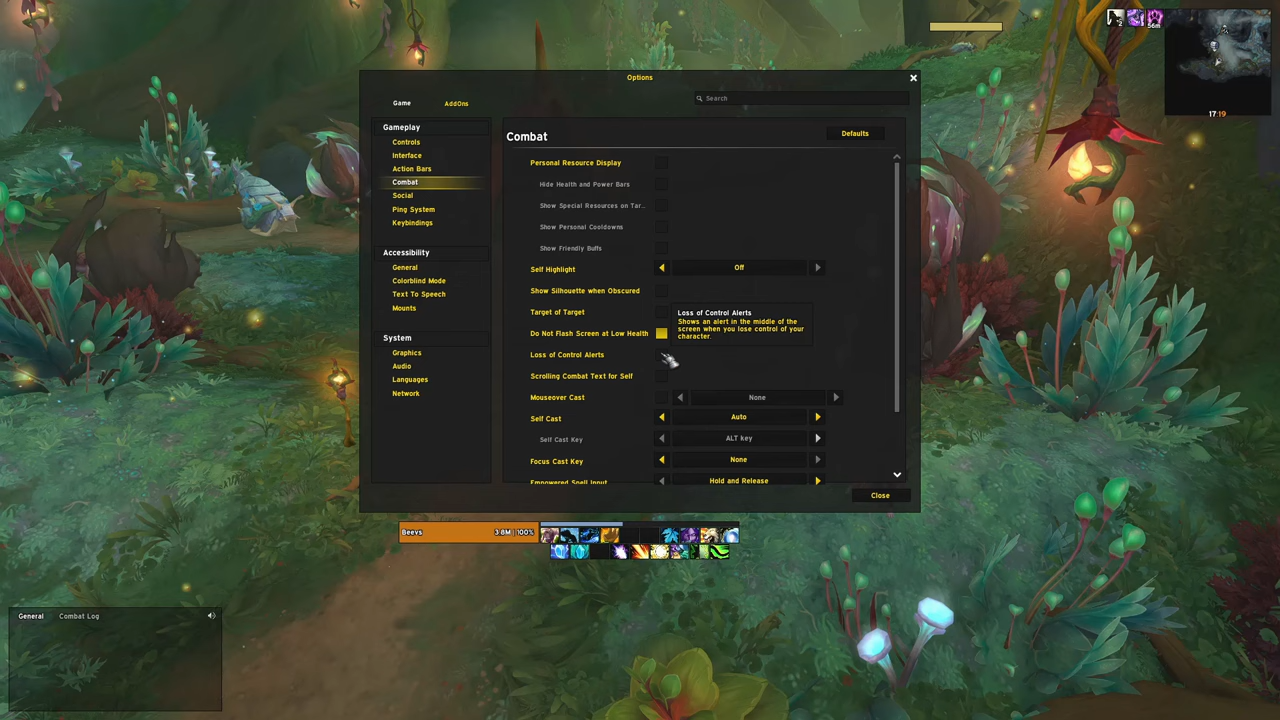 Options
Game
AddOns
Search
Gameplay
Controls
Interface
Action Bars
Combat
Social
Ping System
Keybindings
Accessibility
General
Colorblind Mode
Text To Speech
Mounts
System
Graphics
Audio
Languages
Network
Combat
Defaults
Personal Resource Display
Hide Health and Power Bars
Show Special Resources on Tar...
Show Personal Cooldowns
Show Friendly Buffs
Self Highlight
Off
Show Silhouette when Obscured
Target of Target
Do Not Flash Screen at Low Health
Loss of Control Alerts
Loss of Control Alerts
Shows an alert in the middle of the
screen when you lose control of your
character.
Scrolling Combat Text for Self
Mouseover Cast
None
Self Cast
Auto
Self Cast Key
ALT key
Focus Cast Key
None
Empowered Spell Input
Hold and Release
Close
56m
17:19
Beeys
3.8M | 100%
General
Combat Log